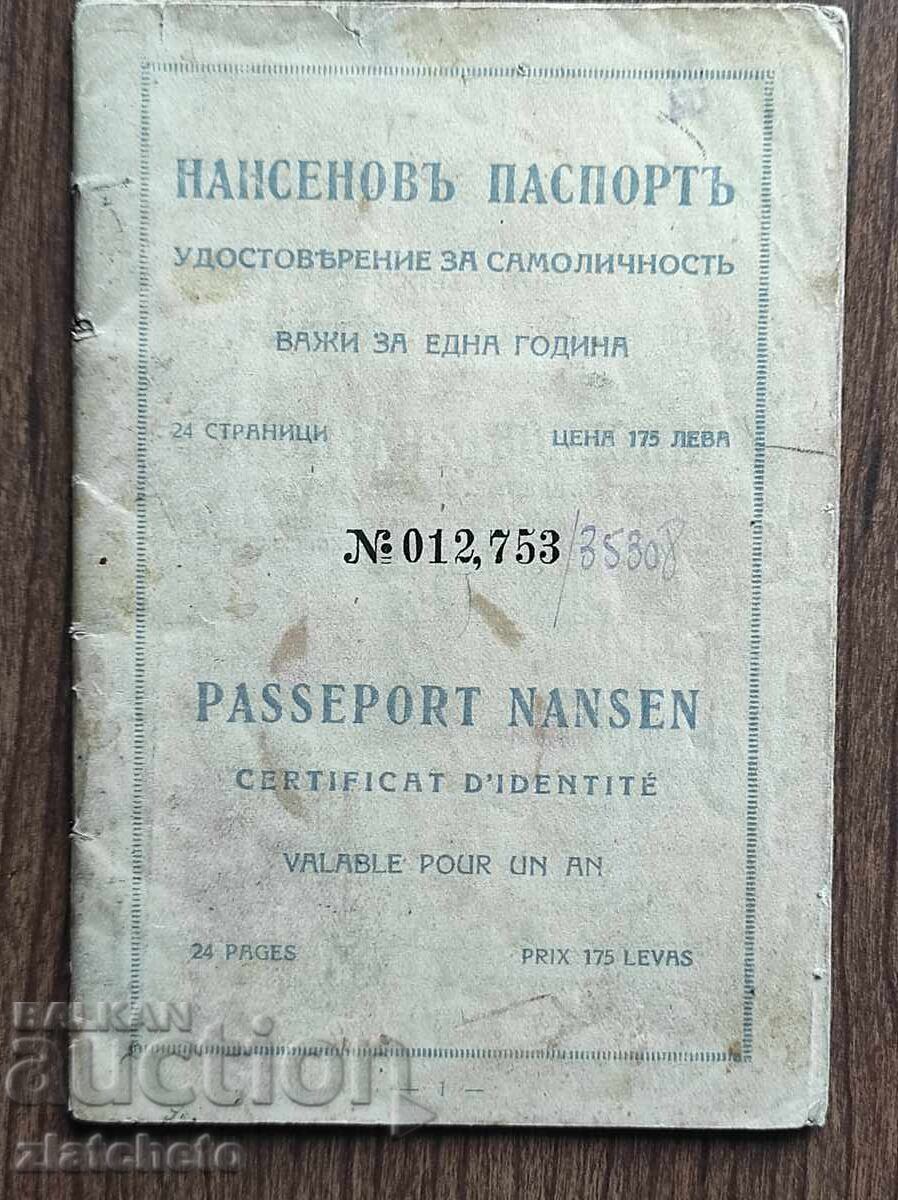 НАНСЕНОВЪ ПАСПОРТЪ
УДОСТОВѢРЕНИЕ ЗА САМОЛИЧНОСТЬ
ВАЖИ ЗА ЕДНА ГОДИНА
24 СТРАНИЦИ ЦЕНА 175 ЛЕВА
№ 012,753/35308
PASSEPORT NANSEN
CERTIFICAT D'IDENTITÉ
VALABLE POUR UN AN
24 PAGES PRIX 175 LEVAS
— 1 —
BALKAN
auction
zlatcheto